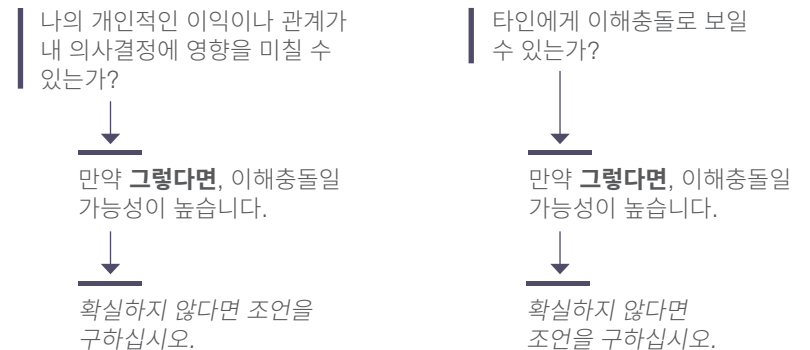 나의 개인적인 이익이나 관계가
내 의사결정에 영향을 미칠 수
있는가?
만약 그렇다면, 이해충돌일
가능성이 높습니다.
확실하지 않다면 조언을
구하십시오.
타인에게 이해충돌로 보일
수 있는가?
만약 그렇다면, 이해충돌일
가능성이 높습니다.
확실하지 않다면
조언을 구하십시오.